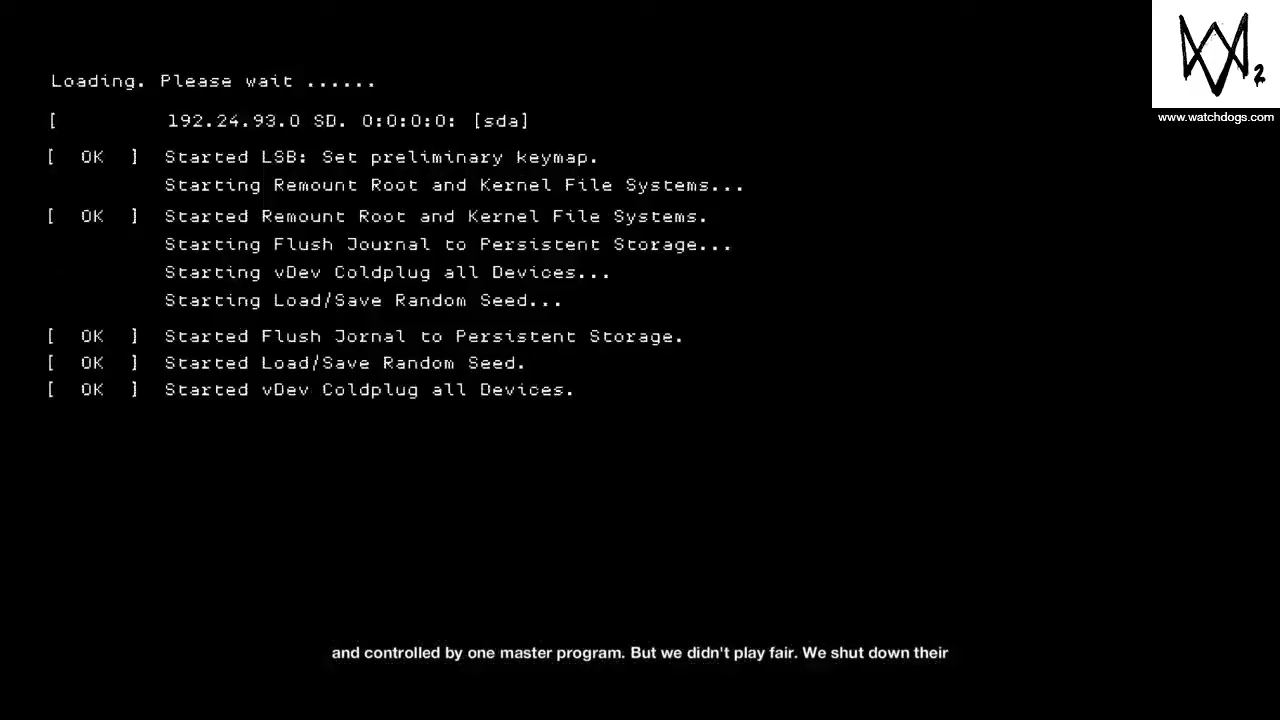 2
www.watchdogs.com
Loading. Please wait ......
[ 192.24.93.0 SD. 0:0:0:0: [sda]
[ OK ] Started LSB: Set preliminary keymap.
Starting Remount Root and Kernel File Systems...
[ OK ] Started Remount Root and Kernel File Systems.
Starting Flush Journal to Persistent Storage...
Starting vDev Coldplug all Devices...
Starting Load/Save Random Seed...
[ OK ] Started Flush Jornal to Persistent Storage.
[ OK ] Started Load/Save Random Seed.
[ OK ] Started vDev Coldplug all Devices.
and controlled by one master program. But we didn't play fair. We shut down their